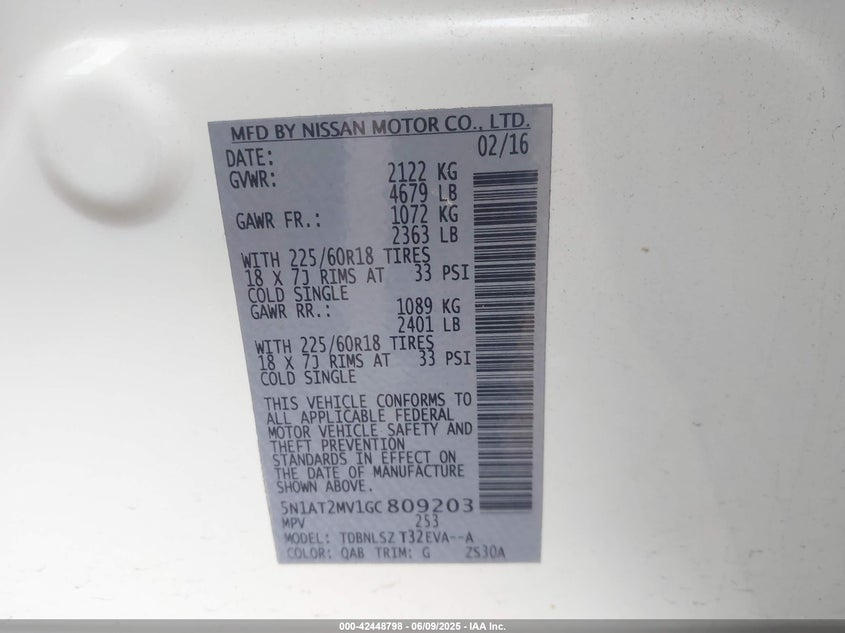 MFD BY NISSAN MOTOR CO., LTD.
DATE: 02/16
GVWR: 2122 KG
4679 LB
GAWR FR.: 1072 KG
2363 LB
WITH 225/60R18 TIRES
18 X 7J RIMS AT 33 PSI
COLD SINGLE
GAWR RR.: 1089 KG
2401 LB
WITH 225/60R18 TIRES
18 X 7J RIMS AT 33 PSI
COLD SINGLE
THIS VEHICLE CONFORMS TO
ALL APPLICABLE FEDERAL
MOTOR VEHICLE SAFETY AND
THEFT PREVENTION
STANDARDS IN EFFECT ON
THE DATE OF MANUFACTURE
SHOWN ABOVE.
5N1AT2MV1GC809203
MPV 253
MODEL: TDBNLSZ T32EVA--A
COLOR: QAB TRIM: G ZS30A
000-42448798 - 06/09/2025 - IAA Inc.